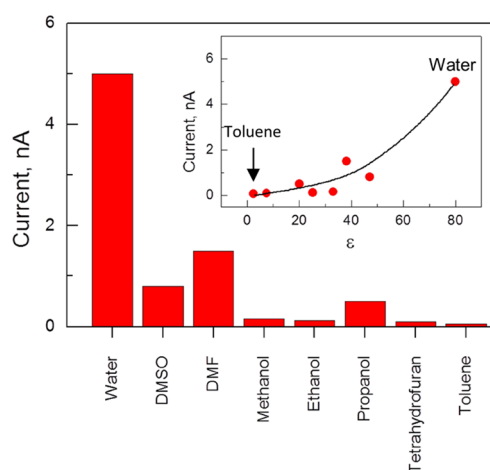 6
4
2
0
Current, nA
Water
DMSO
DMF
Methanol
Ethanol
Propanol
Tetrahydrofuran
Toluene
6
4
2
0
Current, nA
0 20 40 60 80
ε
Toluene
Water